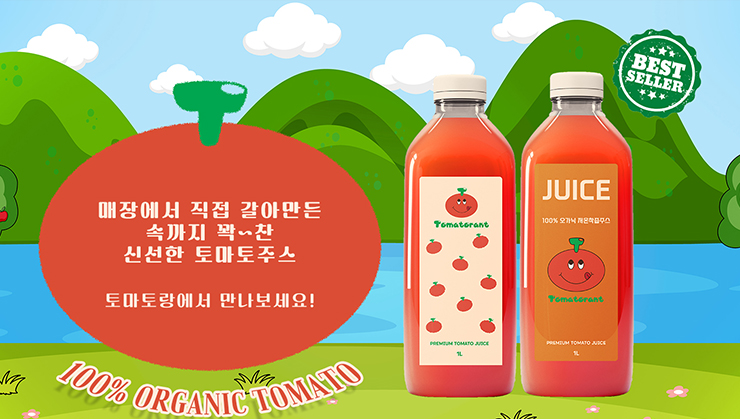 BEST
SELLER
매장에서 직접 갈아만든
속까지 꽉~찬
신선한 토마토주스
토마토랑에서 만나보세요!
100% ORGANIC TOMATO
Tomatorant
PREMIUM TOMATO JUICE
1L
JUICE
100% 오가닉 저온착즙주스
Tomatorant
PREMIUM TOMATO JUICE
1L